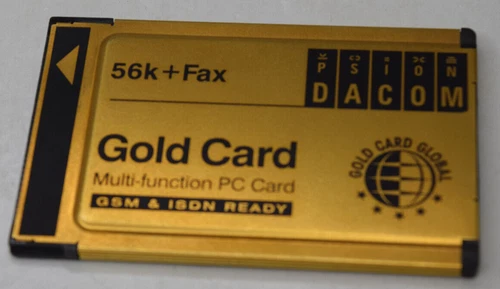 56k+Fax
PSION
DACOM
Gold Card
Multi-function PC Card
GSM & ISDN READY
GOLD CARD GLOBAL